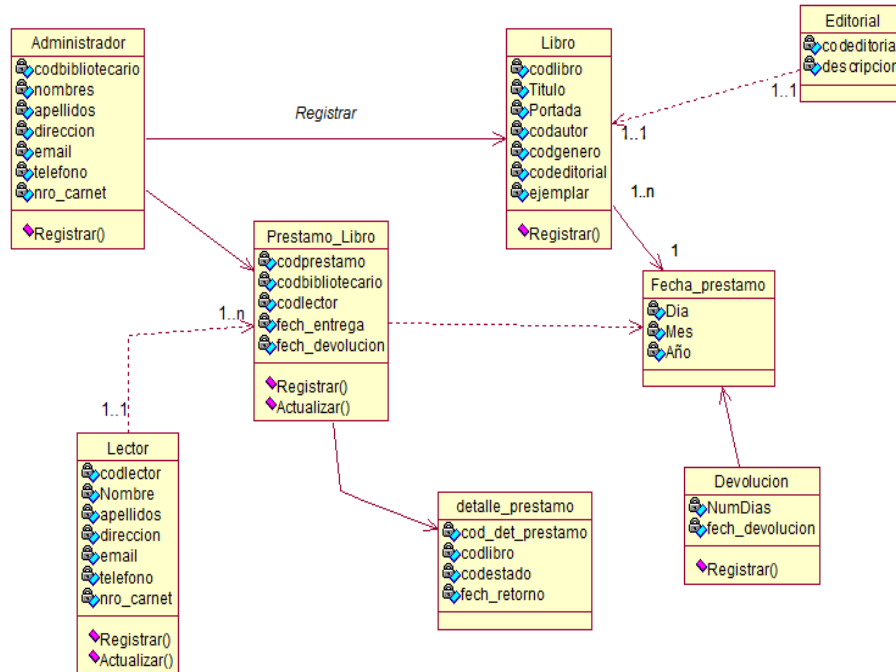 Administrador
codbibliotecario
nombres
apellidos
direccion
email
telefono
nro_carnet
Registrar()
Registrar
Libro
codlibro
Titulo
Portada
codautor
codgenero
codeditorial
ejemplar
Registrar()
Editorial
codeditorial
descripcion
1..1
1..1
1..n
1
Prestamo_Libro
codprestamo
codbibliotecario
codlector
fech_entrega
fech_devolucion
Registrar()
Actualizar()
Fecha_prestamo
Dia
Mes
Año
1..n
1..1
Lector
codlector
Nombre
apellidos
direccion
email
telefono
nro_carnet
Registrar()
Actualizar()
detalle_prestamo
cod_det_prestamo
codlibro
codestado
fech_retorno
Devolucion
NumDias
fech_devolucion
Registrar()